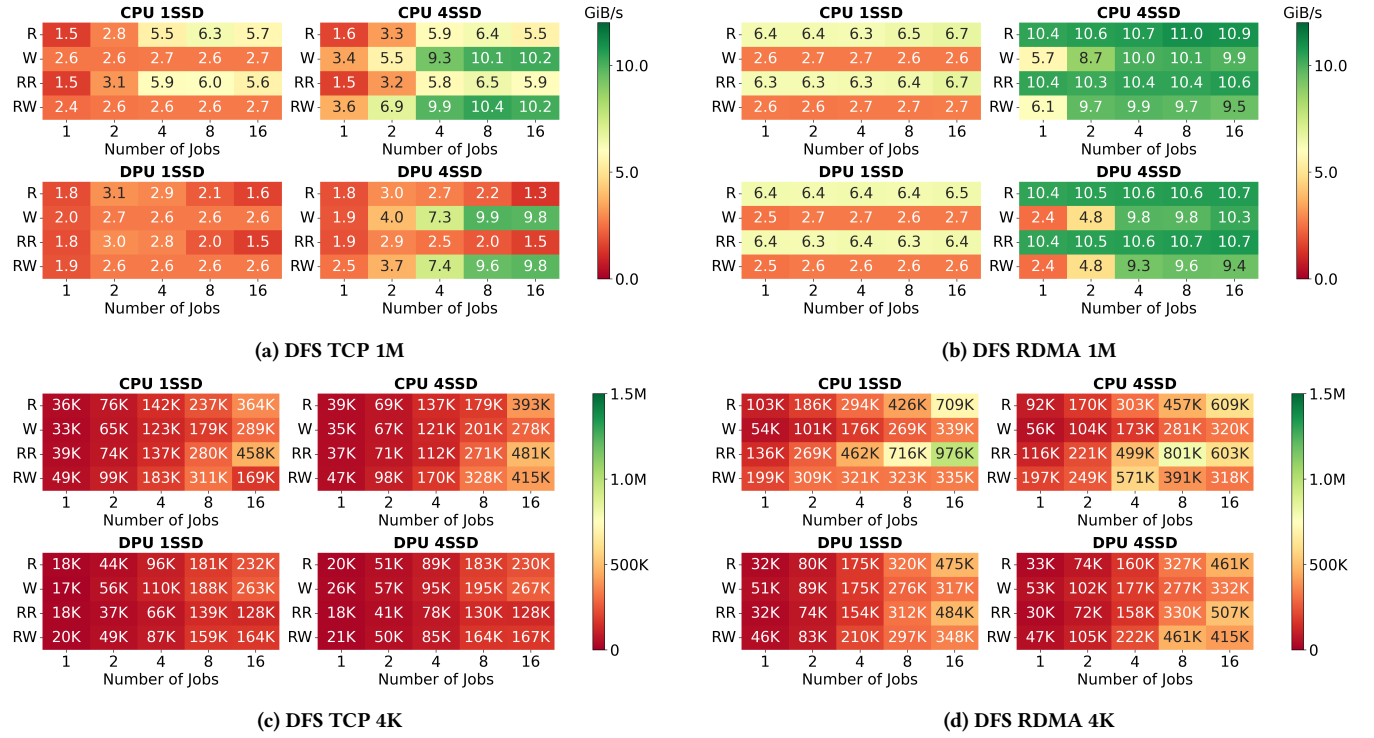 CPU 1SSD
R 1.5 2.8 5.5 6.3 5.7
W 2.6 2.6 2.7 2.6 2.7
RR 1.5 3.1 5.9 6.0 5.6
RW 2.4 2.6 2.6 2.6 2.7
1 2 4 8 16
Number of Jobs
CPU 4SSD
R 1.6 3.3 5.9 6.4 5.5
W 3.4 5.5 9.3 10.1 10.2
RR 1.5 3.2 5.8 6.5 5.9
RW 3.6 6.9 9.9 10.4 10.2
1 2 4 8 16
Number of Jobs
GiB/s
10.0
5.0
0.0
DPU 1SSD
R 1.8 3.1 2.9 2.1 1.6
W 2.0 2.7 2.6 2.6 2.6
RR 1.8 3.0 2.8 2.0 1.5
RW 1.9 2.6 2.6 2.6 2.6
1 2 4 8 16
Number of Jobs
DPU 4SSD
R 1.8 3.0 2.7 2.2 1.3
W 1.9 4.0 7.3 9.9 9.8
RR 1.9 2.9 2.5 2.0 1.5
RW 2.5 3.7 7.4 9.6 9.8
1 2 4 8 16
Number of Jobs
(a) DFS TCP 1M
CPU 1SSD
R 6.4 6.4 6.3 6.5 6.7
W 2.6 2.7 2.7 2.6 2.7
RR 6.3 6.3 6.3 6.4 6.7
RW 2.6 2.6 2.7 2.7 2.6
1 2 4 8 16
Number of Jobs
CPU 4SSD
R 10.4 10.6 10.7 11.0 10.9
W 5.7 8.7 10.0 10.1 9.9
RR 10.4 10.3 10.4 10.4 10.6
RW 6.1 9.7 9.9 9.7 9.5
1 2 4 8 16
Number of Jobs
GiB/s
10.0
5.0
0.0
DPU 1SSD
R 6.4 6.4 6.4 6.4 6.5
W 2.5 2.7 2.7 2.6 2.7
RR 6.4 6.3 6.4 6.3 6.4
RW 2.5 2.6 2.6 2.6 2.6
1 2 4 8 16
Number of Jobs
DPU 4SSD
R 10.4 10.5 10.6 10.6 10.7
W 2.4 4.8 9.8 9.8 10.3
RR 10.4 10.5 10.6 10.7 10.7
RW 2.4 4.8 9.3 9.6 9.4
1 2 4 8 16
Number of Jobs
(b) DFS RDMA 1M
CPU 1SSD
R 36K 76K 142K 237K 364K
W 33K 65K 123K 179K 289K
RR 39K 74K 137K 280K 458K
RW 49K 99K 183K 311K 169K
1 2 4 8 16
Number of Jobs
CPU 4SSD
R 39K 69K 137K 179K 393K
W 35K 67K 121K 201K 278K
RR 37K 71K 112K 271K 481K
RW 47K 98K 170K 328K 415K
1 2 4 8 16
Number of Jobs
1.5M
1.0M
500K
0
DPU 1SSD
R 18K 44K 96K 181K 232K
W 17K 56K 110K 188K 263K
RR 18K 37K 66K 139K 128K
RW 20K 49K 87K 159K 164K
1 2 4 8 16
Number of Jobs
DPU 4SSD
R 20K 51K 89K 183K 230K
W 26K 57K 95K 195K 267K
RR 18K 41K 78K 130K 128K
RW 21K 50K 85K 164K 167K
1 2 4 8 16
Number of Jobs
(c) DFS TCP 4K
CPU 1SSD
R 103K 186K 294K 426K 709K
W 54K 101K 176K 269K 339K
RR 136K 269K 462K 716K 976K
RW 199K 309K 321K 323K 335K
1 2 4 8 16
Number of Jobs
CPU 4SSD
R 92K 170K 303K 457K 609K
W 56K 104K 173K 281K 320K
RR 116K 221K 499K 801K 603K
RW 197K 249K 571K 391K 318K
1 2 4 8 16
Number of Jobs
1.5M
1.0M
500K
0
DPU 1SSD
R 32K 80K 175K 320K 475K
W 51K 89K 175K 276K 317K
RR 32K 74K 154K 312K 484K
RW 46K 83K 210K 297K 348K
1 2 4 8 16
Number of Jobs
DPU 4SSD
R 33K 74K 160K 327K 461K
W 53K 102K 177K 277K 332K
RR 30K 72K 158K 330K 507K
RW 47K 105K 222K 461K 415K
1 2 4 8 16
Number of Jobs
(d) DFS RDMA 4K